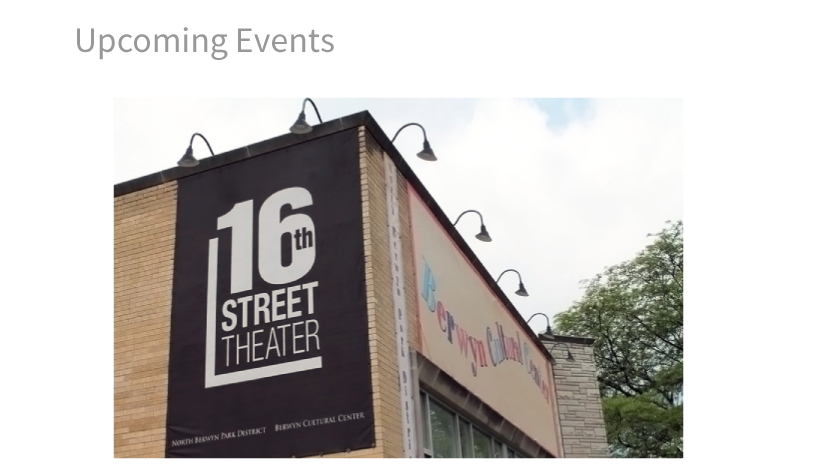 Upcoming Events
16th
STREET
THEATER
NORTH BERWYN PARK DISTRICT BERWYN CULTURAL CENTER
Berwyn Cultural Center